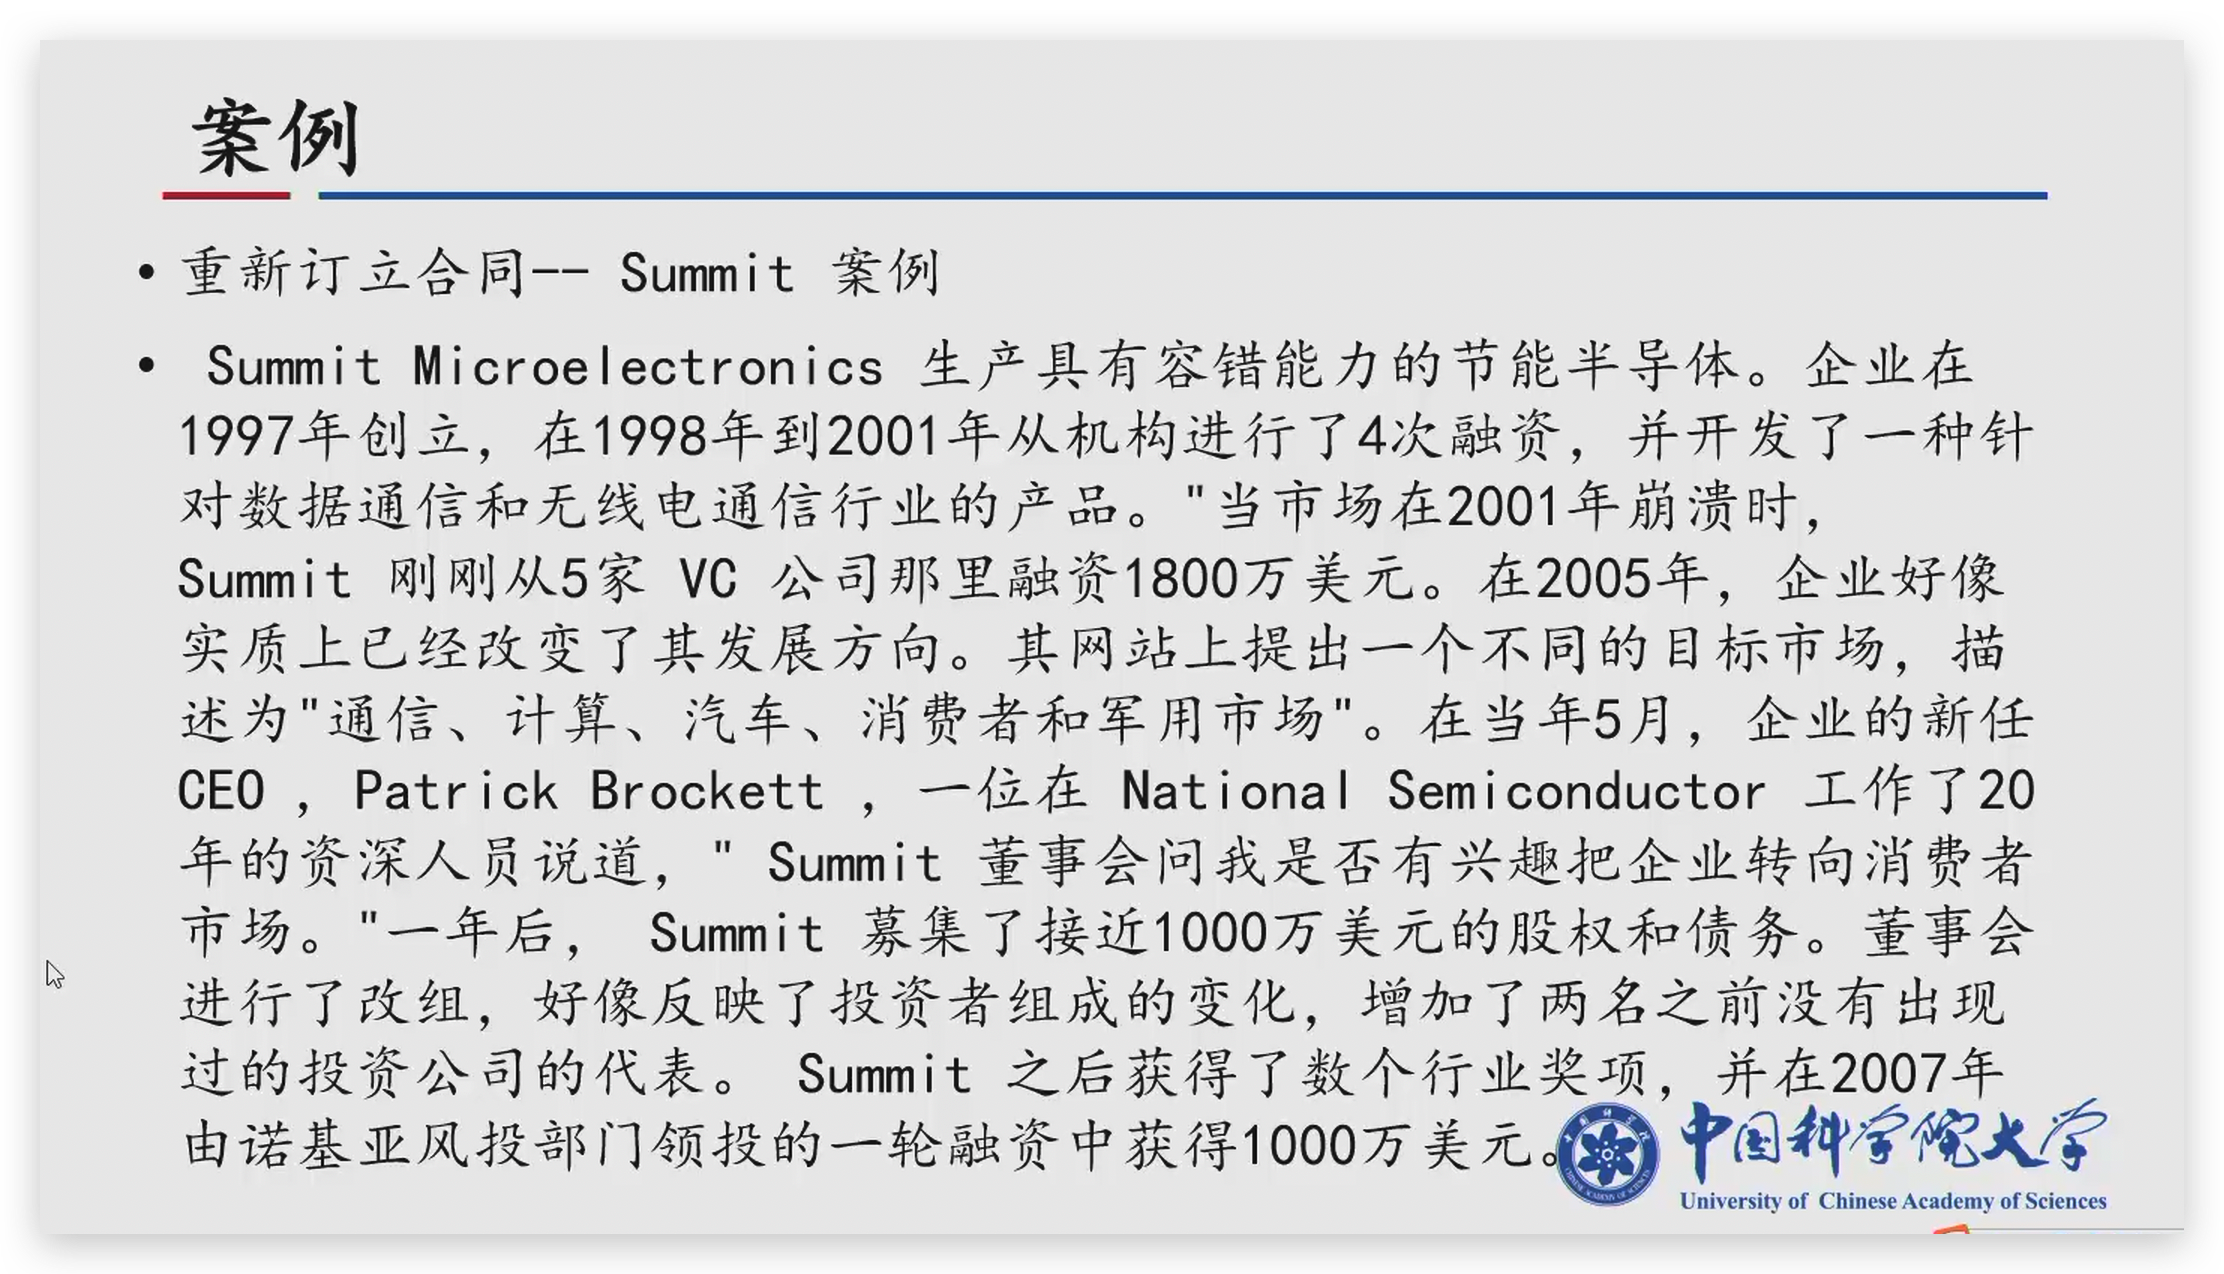 案例
• 重新订立合同-- Summit 案例
• Summit Microelectronics 生产具有容错能力的节能半导体。企业在
1997年创立，在1998年到2001年从机构进行了4次融资，并开发了一种针
对数据通信和无线电通信行业的产品。"当市场在2001年崩溃时，
Summit 刚刚从5家 VC 公司那里融资1800万美元。在2005年，企业好像
实质上已经改变了其发展方向。其网站上提出一个不同的目标市场，描
述为"通信、计算、汽车、消费者和军用市场"。在当年5月，企业的新任
CEO ，Patrick Brockett ，一位在 National Semiconductor 工作了20
年的资深人员说道，" Summit 董事会问我是否有兴趣把企业转向消费者
市场。"一年后， Summit 募集了接近1000万美元的股权和债务。董事会
进行了改组，好像反映了投资者组成的变化，增加了两名之前没有出现
过的投资公司的代表。 Summit 之后获得了数个行业奖项，并在2007年
由诺基亚风投部门领投的一轮融资中获得1000万美元。
中国科学院大学
University of Chinese Academy of Sciences